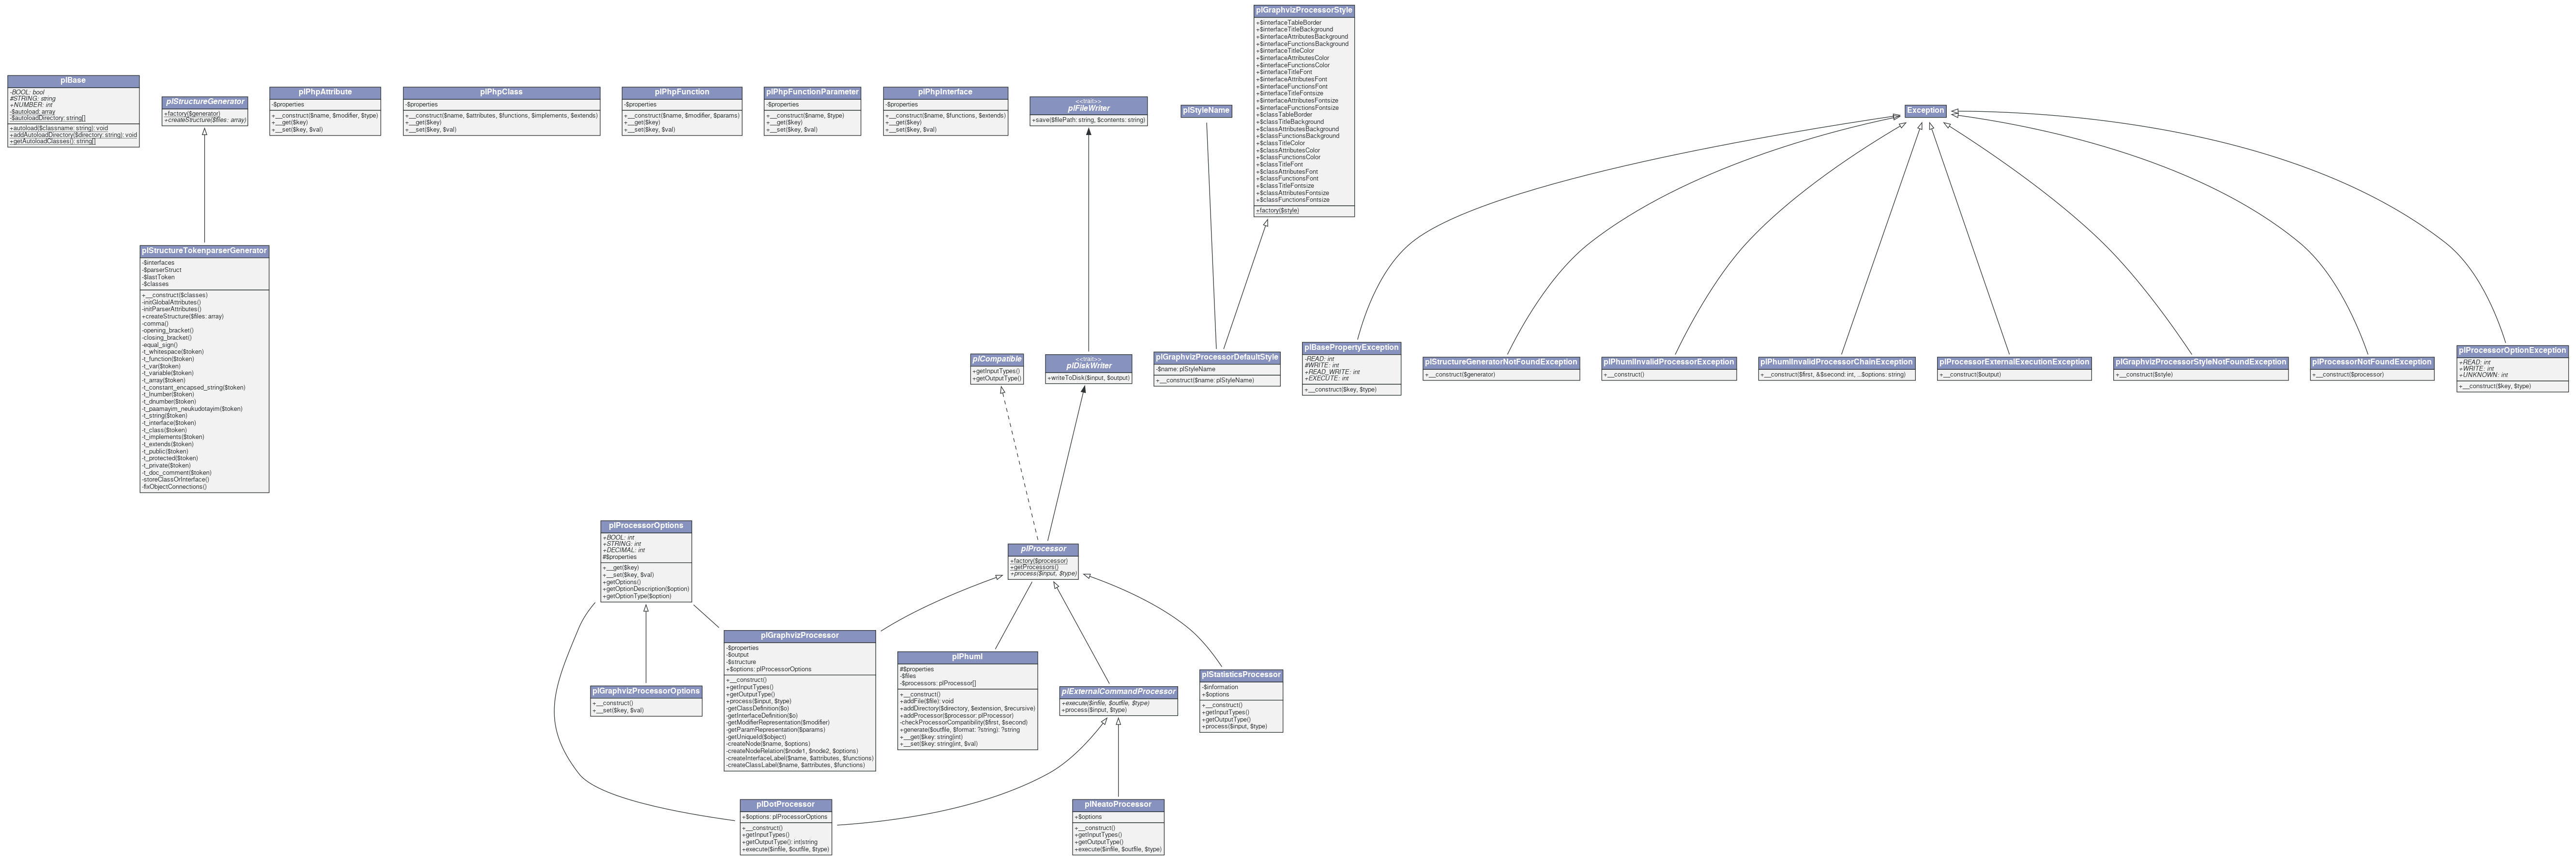 plBase
-BOOL: bool
#STRING: string
+NUMBER: int
-$autoload: array
-$autoloadDirectory: string[]
+autoload($classname: string): void
+addAutoloadDirectory($directory: string): void
+getAutoloadClasses(): string[]
plStructureGenerator
+factory($generator)
+createStructure($files: array)
plPhpAttribute
-$properties
+__construct($name, $modifier, $type)
+__get($key)
+__set($key, $val)
plPhpClass
-$properties
+__construct($name, $attributes, $functions, $implements, $extends)
+__get($key)
+__set($key, $val)
plPhpFunction
-$properties
+__construct($name, $modifier, $params)
+__get($key)
+__set($key, $val)
plPhpFunctionParameter
-$properties
+__construct($name, $type)
+__get($key)
+__set($key, $val)
plPhpInterface
-$properties
+__construct($name, $functions, $extends)
+__get($key)
+__set($key, $val)
<<trait>>
plFileWriter
+save($filePath: string, $contents: string)
plStyleName
plGraphvizProcessorStyle
+$interfaceTableBorder
+$interfaceTitleBackground
+$interfaceAttributesBackground
+$interfaceFunctionsBackground
+$interfaceTitleColor
+$interfaceAttributesColor
+$interfaceFunctionsColor
+$interfaceTitleFont
+$interfaceAttributesFont
+$interfaceFunctionsFont
+$interfaceTitleFontsize
+$interfaceAttributesFontsize
+$interfaceFunctionsFontsize
+$classTableBorder
+$classTitleBackground
+$classAttributesBackground
+$classFunctionsBackground
+$classTitleColor
+$classAttributesColor
+$classFunctionsColor
+$classTitleFont
+$classAttributesFont
+$classFunctionsFont
+$classTitleFontsize
+$classAttributesFontsize
+$classFunctionsFontsize
+factory($style)
Exception
plStructureTokenparserGenerator
-$interfaces
-$parserStruct
-$lastToken
-$classes
+__construct($classes)
-initGlobalAttributes()
-initParserAttributes()
+createStructure($files: array)
-comma()
-opening_bracket()
-closing_bracket()
-equal_sign()
-t_whitespace($token)
-t_function($token)
-t_var($token)
-t_variable($token)
-t_array($token)
-t_constant_encapsed_string($token)
-t_lnumber($token)
-t_dnumber($token)
-t_paamayim_neukudotayim($token)
-t_string($token)
-t_interface($token)
-t_class($token)
-t_implements($token)
-t_extends($token)
-t_public($token)
-t_protected($token)
-t_private($token)
-t_doc_comment($token)
-storeClassOrInterface()
-fixObjectConnections()
plCompatible
+getInputTypes()
+getOutputType()
<<trait>>
plDiskWriter
+writeToDisk($input, $output)
plGraphvizProcessorDefaultStyle
-$name: plStyleName
+__construct($name: plStyleName)
plBasePropertyException
-READ: int
#WRITE: int
+READ_WRITE: int
+EXECUTE: int
+__construct($key, $type)
plStructureGeneratorNotFoundException
+__construct($generator)
plPhumlInvalidProcessorException
+__construct()
plPhumlInvalidProcessorChainException
+__construct($first, &$second: int, ...$options: string)
plProcessorExternalExecutionException
+__construct($output)
plGraphvizProcessorStyleNotFoundException
+__construct($style)
plProcessorNotFoundException
+__construct($processor)
plProcessorOptionException
+READ: int
+WRITE: int
+UNKNOWN: int
+__construct($key, $type)
plProcessorOptions
+BOOL: int
+STRING: int
+DECIMAL: int
#$properties
+__get($key)
+__set($key, $val)
+getOptions()
+getOptionDescription($option)
+getOptionType($option)
plProcessor
+factory($processor)
+getProcessors()
+process($input, $type)
plGraphvizProcessorOptions
+__construct()
+__set($key, $val)
plGraphvizProcessor
-$properties
-$output
-$structure
+$options: plProcessorOptions
+__construct()
+getInputTypes()
+getOutputType()
+process($input, $type)
-getClassDefinition($o)
-getInterfaceDefinition($o)
-getModifierRepresentation($modifier)
-getParamRepresentation($params)
-getUniqueId($object)
-createNode($name, $options)
-createNodeRelation($node1, $node2, $options)
-createInterfaceLabel($name, $attributes, $functions)
-createClassLabel($name, $attributes, $functions)
plPhuml
#$properties
-$files
-$processors: plProcessor[]
+__construct()
+addFile($file): void
+addDirectory($directory, $extension, $recursive)
+addProcessor($processor: plProcessor)
-checkProcessorCompatibility($first, $second)
+generate($outfile, $format: ?string): ?string
+__get($key: string|int)
+__set($key: string|int, $val)
plExternalCommandProcessor
+execute($infile, $outfile, $type)
+process($input, $type)
plStatisticsProcessor
-$information
+$options
+__construct()
+getInputTypes()
+getOutputType()
+process($input, $type)
plDotProcessor
+$options: plProcessorOptions
+__construct()
+getInputTypes()
+getOutputType(): int|string
+execute($infile, $outfile, $type)
plNeatoProcessor
+$options
+__construct()
+getInputTypes()
+getOutputType()
+execute($infile, $outfile, $type)